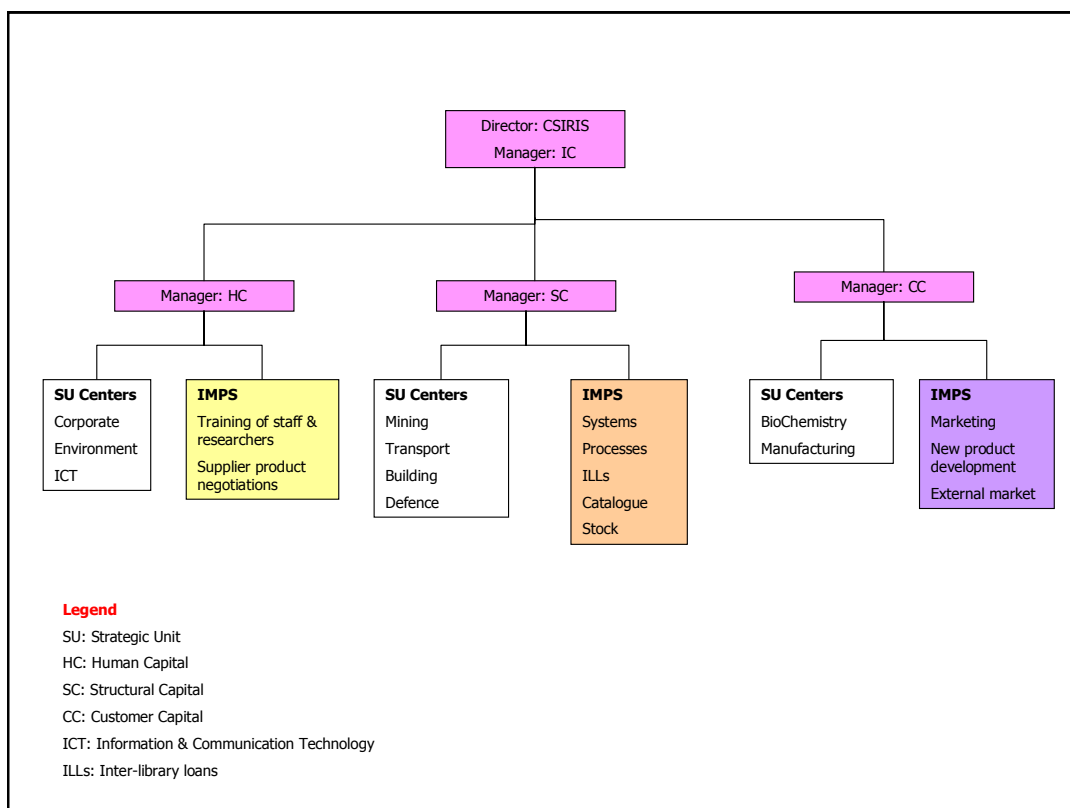 Director: CSIRIS
Manager: IC
Manager: HC
Manager: SC
Manager: CC
SU Centers
Corporate
Environment
ICT
IMPS
Training of staff &
researchers
Supplier product
negotiations
SU Centers
Mining
Transport
Building
Defence
IMPS
Systems
Processes
ILLs
Catalogue
Stock
SU Centers
BioChemistry
Manufacturing
IMPS
Marketing
New product
development
External market
Legend
SU: Strategic Unit
HC: Human Capital
SC: Structural Capital
CC: Customer Capital
ICT: Information & Communication Technology
ILLs: Inter-library loans